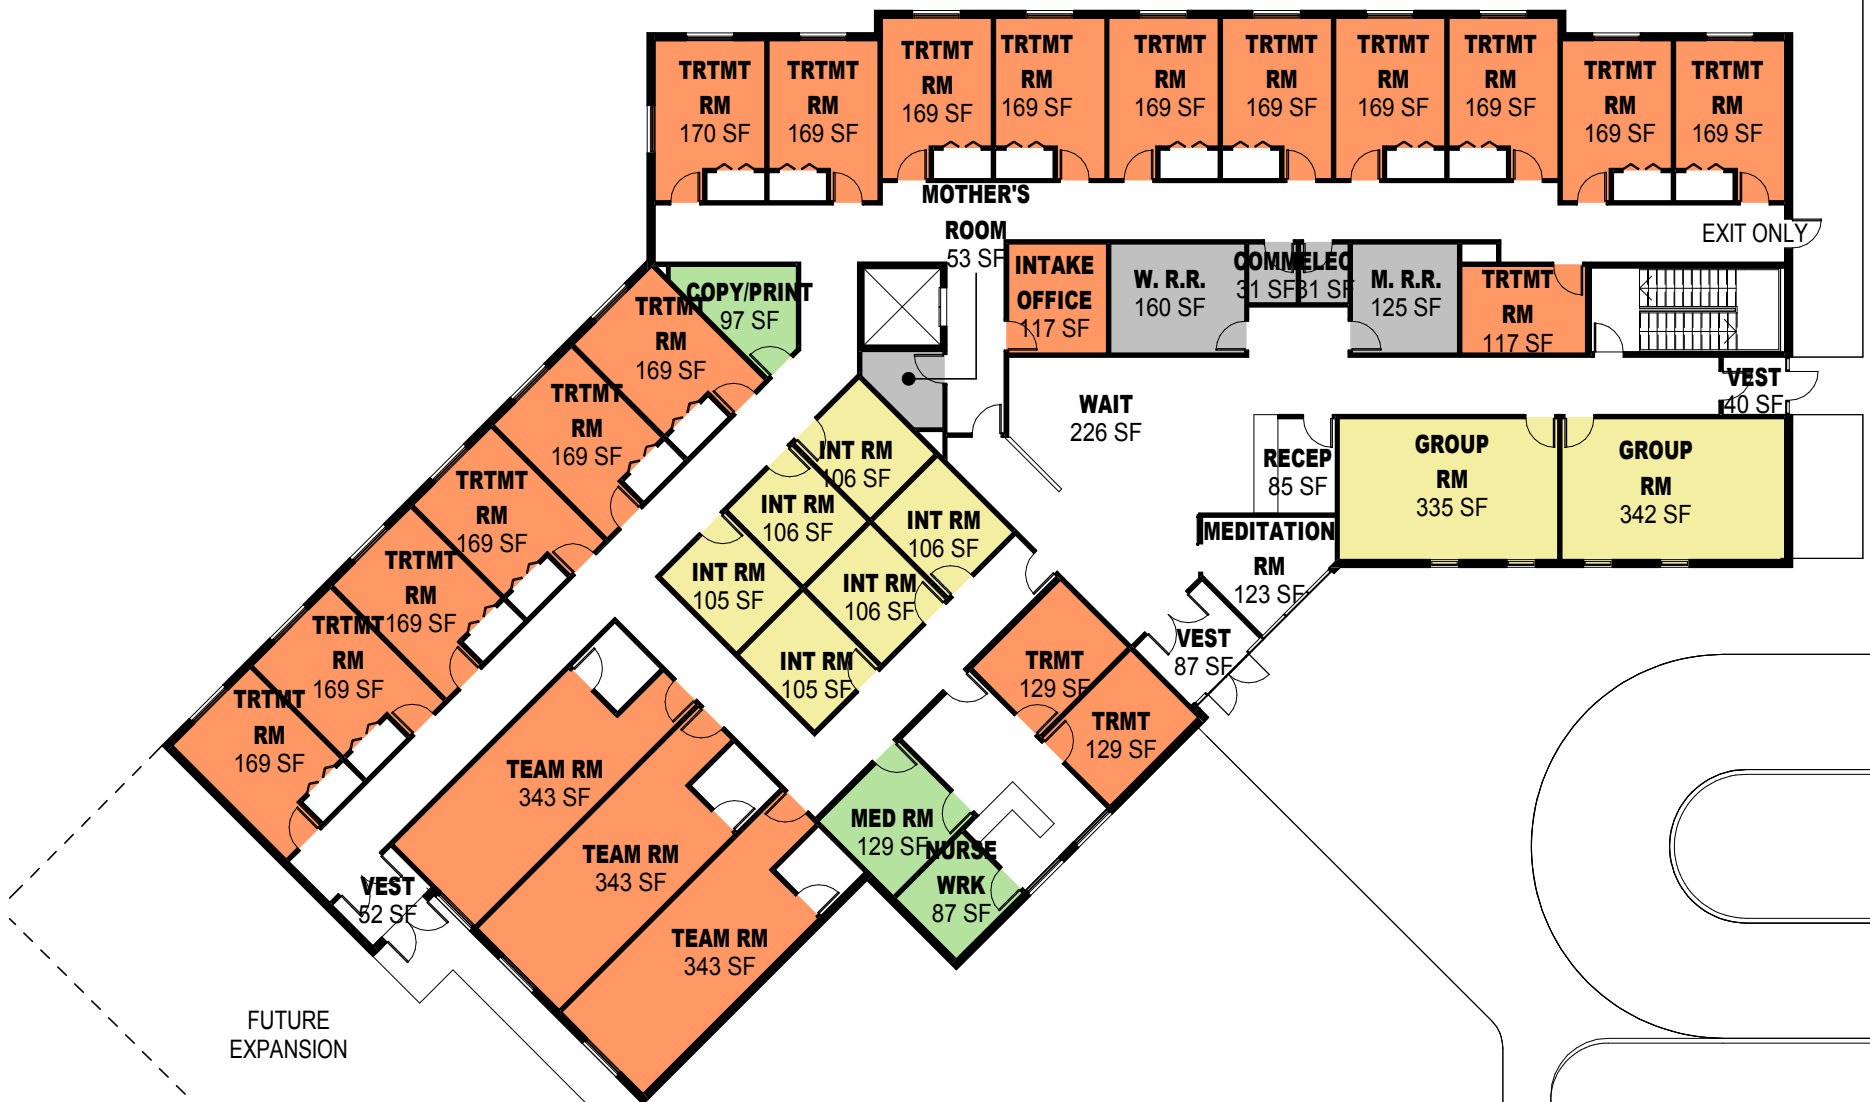 TRTMT
RM
170 SF
TRTMT
RM
169 SF
TRTMT
RM
169 SF
TRTMT
RM
169 SF
TRTMT
RM
169 SF
TRTMT
RM
169 SF
TRTMT
RM
169 SF
TRTMT
RM
169 SF
TRTMT
RM
169 SF
TRTMT
RM
169 SF
MOTHER'S
ROOM
53 SF
EXIT ONLY
INTAKE
OFFICE
117 SF
W. R.R.
160 SF
COMM
31 SF
ELEC
31 SF
M. R.R.
125 SF
TRTMT
RM
117 SF
COPY/PRINT
97 SF
TRTMT
RM
169 SF
TRTMT
RM
169 SF
TRTMT
RM
169 SF
TRTMT
RM
169 SF
TRTMT
RM
169 SF
TRTMT
RM
169 SF
WAIT
226 SF
VEST
40 SF
RECEP
85 SF
GROUP
RM
335 SF
GROUP
RM
342 SF
INT RM
106 SF
INT RM
106 SF
INT RM
106 SF
INT RM
105 SF
INT RM
106 SF
INT RM
105 SF
MEDITATION
RM
123 SF
VEST
87 SF
TRMT
129 SF
TRMT
129 SF
TEAM RM
343 SF
TEAM RM
343 SF
TEAM RM
343 SF
MED RM
129 SF
NURSE
WRK
87 SF
VEST
52 SF
FUTURE
EXPANSION